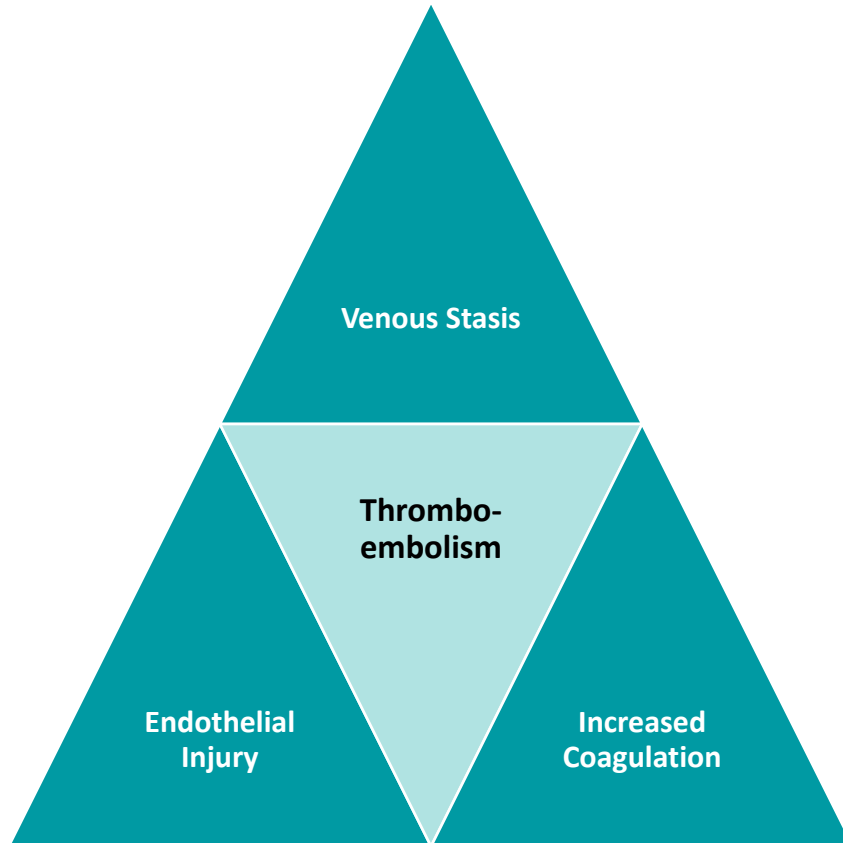 Venous Stasis
Thrombo-
embolism
Endothelial
Injury
Increased
Coagulation